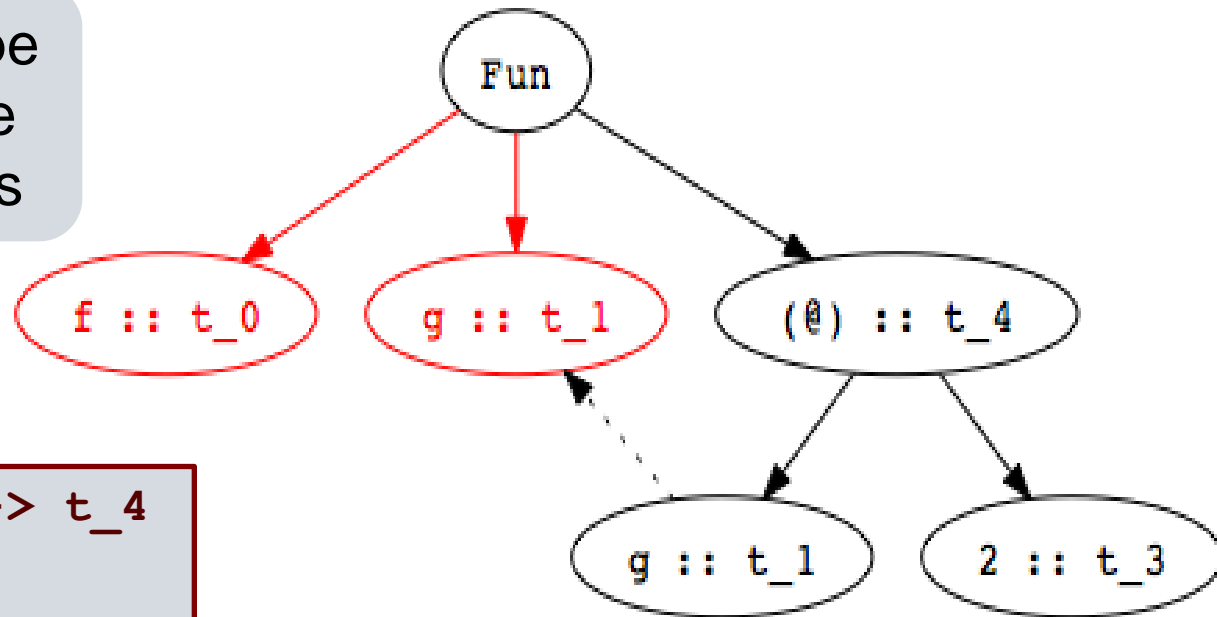 Fun
f :: t_0
g :: t_1
(@) :: t_4
-> t_4
g :: t_1
2 :: t_3